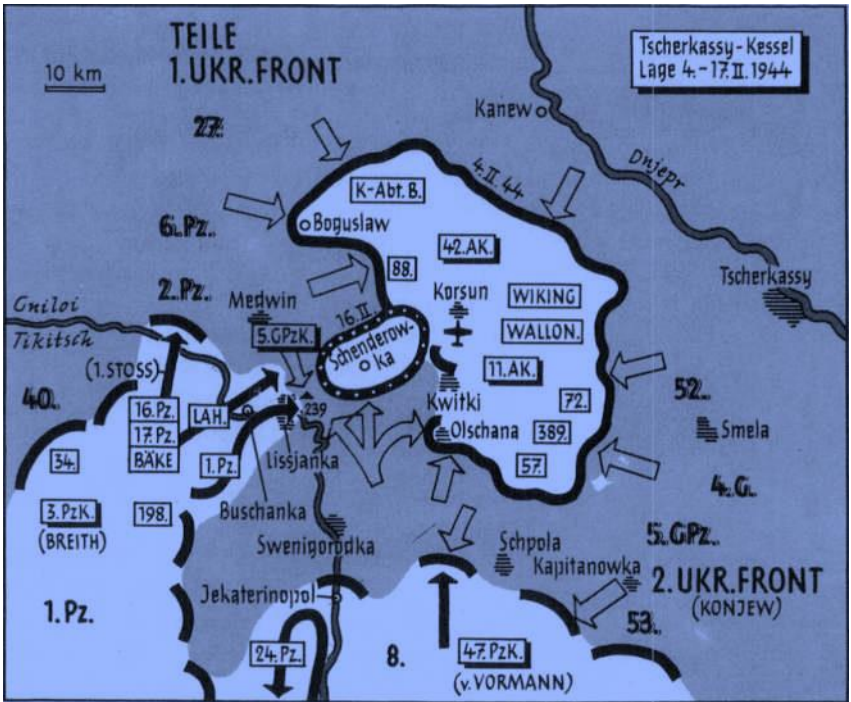 TEILE
1.UKR.FRONT
10 km
Tscherkassy-Kessel
Lage 4.-17.II.1944
Kanew
27.
4.II.44
Dnjepr
K-Abt.B.
6.Pz.
Boguslaw
42.AK.
2.Pz.
88.
Tscherkassy
Gniloi
Tikitsch
Medwin
Korsun
WIKING
16.II.
5.GPzK.
WALLON.
Schenderow-
ka
(1.STOSS)
11.AK.
40.
52.
16.Pz.
LAH.
239
Kwitki
72.
17.Pz.
Olschana
389.
Smela
BÄKE
34.
1.Pz.
Lissjanka
57.
4.G.
3.PzK.
198.
Buschanka
(BREITH)
5.GPz.
Swenigorodka
Schpola
Kapitanowka
2.UKR.FRONT
(KONJEW)
Jekaterinopol
1.Pz.
53.
24.Pz.
8.
47.PzK.
(v.VORMANN)